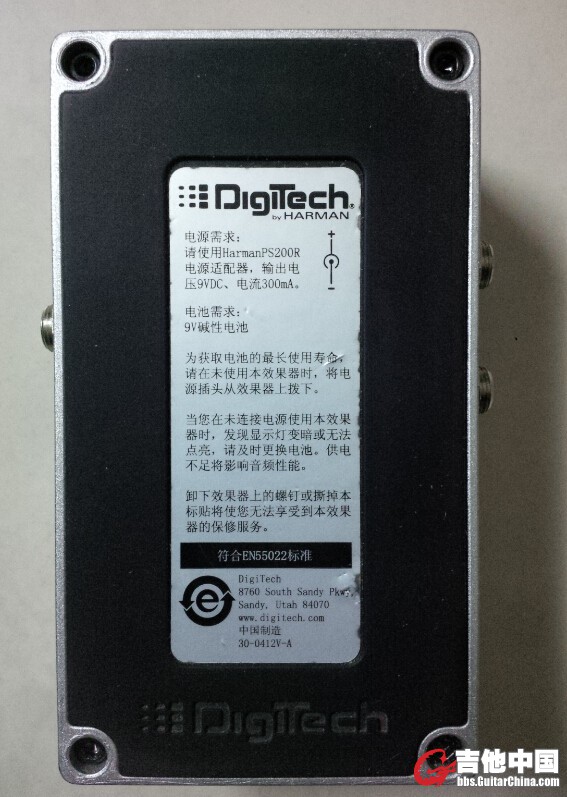 DigiTech®
by HARMAN
电源需求:
请使用HarmanPS200R
电源适配器，输出电
压9VDC、电流300mA。
+
-
电池需求:
9V碱性电池
为获取电池的最长使用寿命，
请在未使用本效果器时，将电
源插头从效果器上拨下。
当您在未连接电源使用本效果
器时，发现显示灯变暗或无法
点亮，请及时更换电池。供电
不足将影响音频性能。
卸下效果器上的螺钉或撕掉本
标贴将使您无法享受到本效果
器的保修服务。
符合EN55022标准
e
DigiTech
8760 South Sandy Pkwy,
Sandy, Utah 84070
www.digitech.com
中国制造
30-0412V-A
DigiTech
吉他中国
bbs.GuitarChina.com